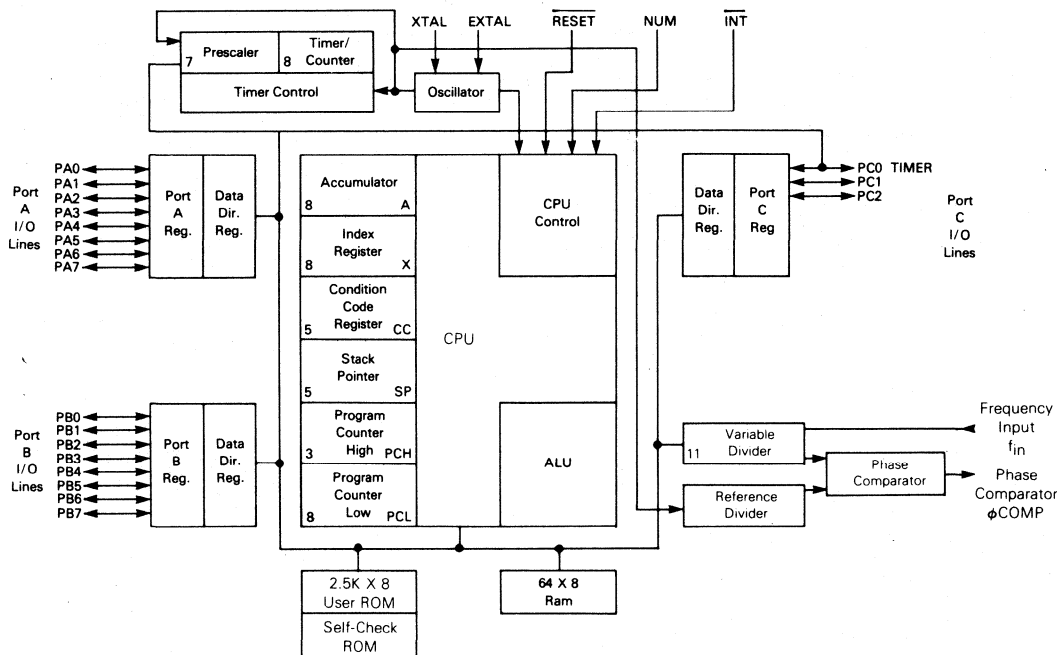 XTAL EXTAL RESET NUM INT
Prescaler
7
Timer/
Counter
8
Timer Control
Oscillator
Port
A
I/O
Lines
PA0
PA1
PA2
PA3
PA4
PA5
PA6
PA7
Port
A
Reg.
Data
Dir.
Reg.
Accumulator
8 A
Index
Register
8 X
Condition
Code
Register
5 CC
Stack
Pointer
5 SP
Program
Counter
High
3 PCH
Program
Counter
Low
8 PCL
CPU
CPU
Control
ALU
Data
Dir.
Reg.
Port
C
Reg
PC0 TIMER
PC1
PC2
Port
C
I/O
Lines
Port
B
I/O
Lines
PB0
PB1
PB2
PB3
PB4
PB5
PB6
PB7
Port
B
Reg.
Data
Dir.
Reg.
Variable
Divider
11
Reference
Divider
Phase
Comparator
Frequency
Input
fin
Phase
Comparator
φCOMP
2.5K X 8
User ROM
Self-Check
ROM
64 X 8
Ram